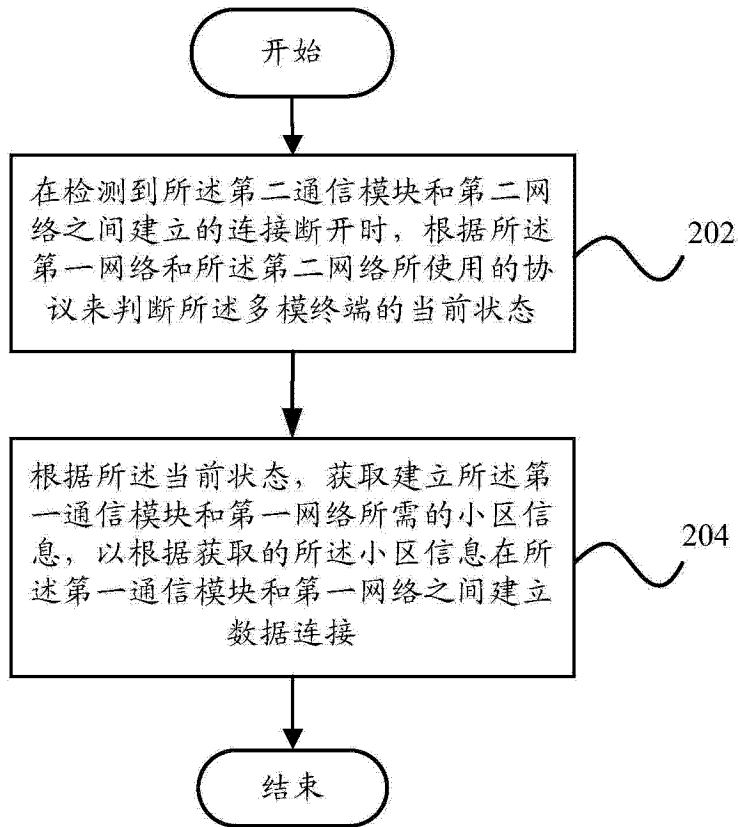 开始
在检测到所述第二通信模块和第二网
络之间建立的连接断开时，根据所述
第一网络和所述第二网络所使用的协
议来判断所述多模终端的当前状态
202
根据所述当前状态，获取建立所述第
一通信模块和第一网络所需的小区信
息，以根据获取的所述小区信息在所
述第一通信模块和第一网络之间建立
数据连接
204
结束